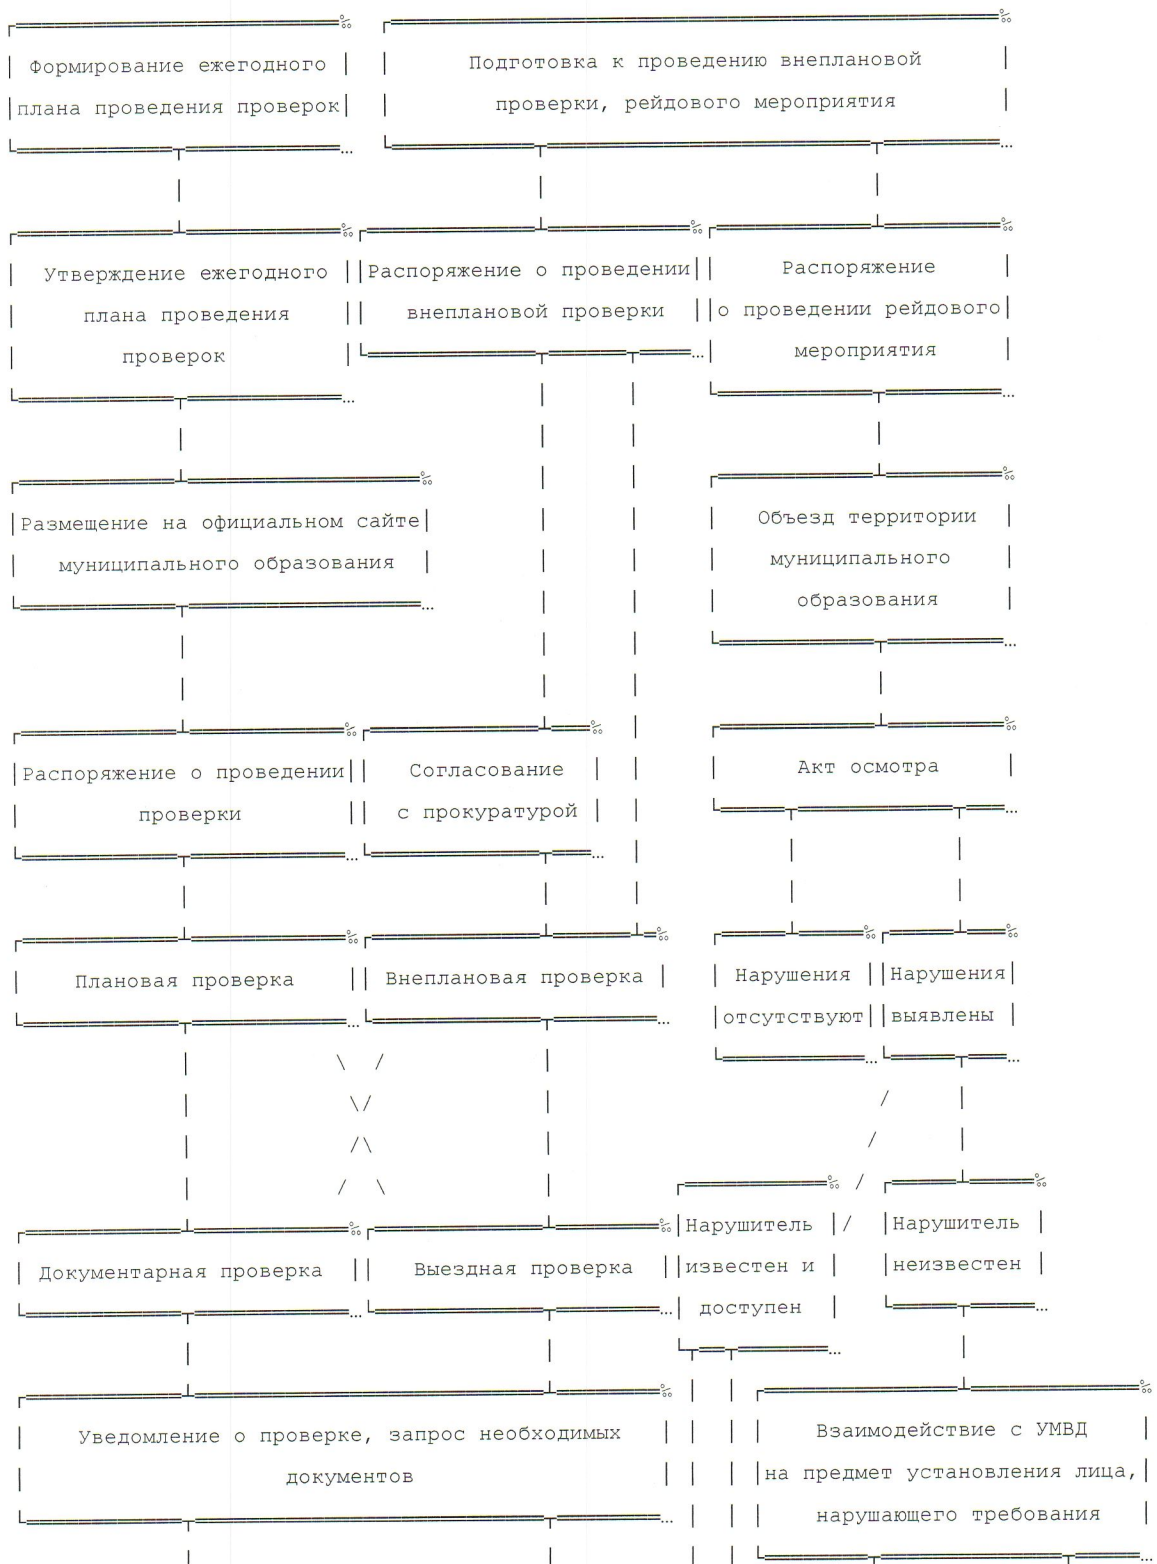 Формирование ежегодного
плана проведения проверок
Подготовка к проведению внеплановой
проверки, рейдового мероприятия
Утверждение ежегодного
плана проведения
проверок
Распоряжение о проведении
внеплановой проверки
Распоряжение
о проведении рейдового
мероприятия
Размещение на официальном сайте
муниципального образования
Объезд территории
муниципального
образования
Распоряжение о проведении
проверки
Согласование
с прокуратурой
Акт осмотра
Плановая проверка
Внеплановая проверка
Нарушения
отсутствуют
Нарушения
выявлены
Документарная проверка
Выездная проверка
Нарушитель
известен и
доступен
Нарушитель
неизвестен
Уведомление о проверке, запрос необходимых
документов
Взаимодействие с УМВД
на предмет установления лица,
нарушающего требования